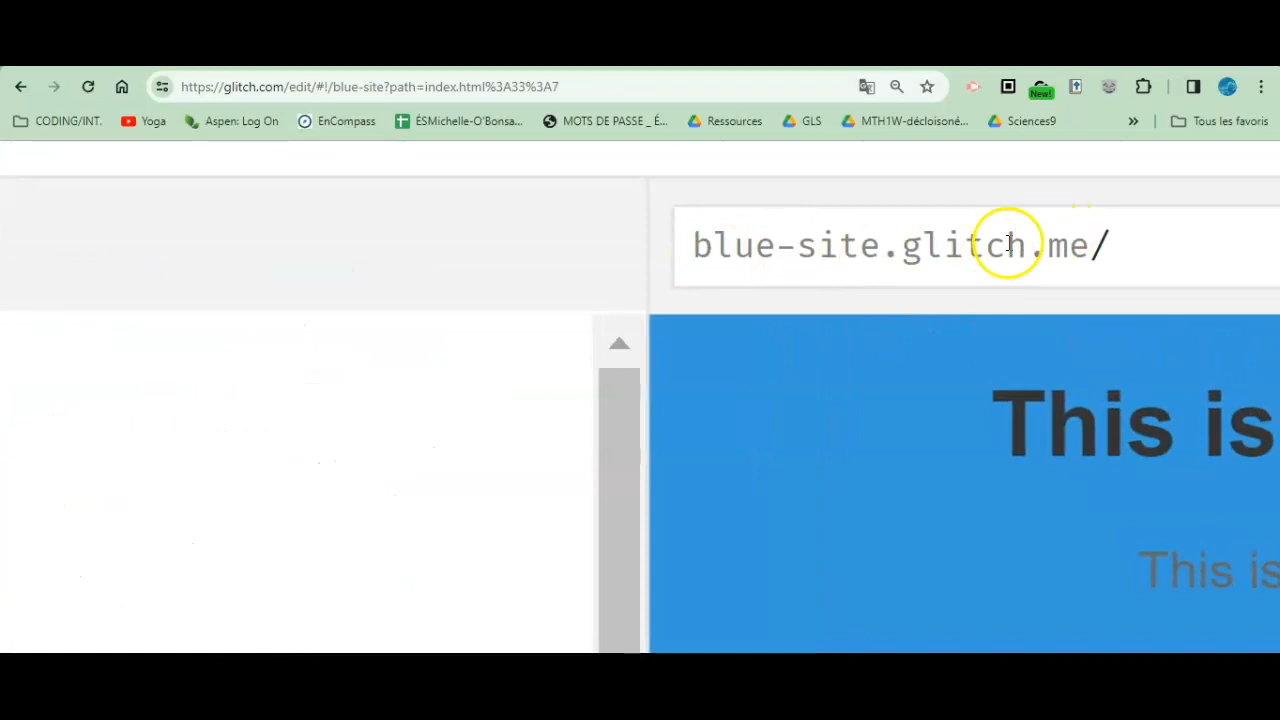 https://glitch.com/edit/#!/blue-site?path=index.html%3A33%3A7
New!
CODING/INT. Yoga Aspen: Log On EnCompass ÉSMichelle-O'Bonsa... MOTS DE PASSE _ É... Ressources GLS MTH1W-décloisoné... Sciences9 » Tous les favoris
blue-site.glitch.me/
This is
This is